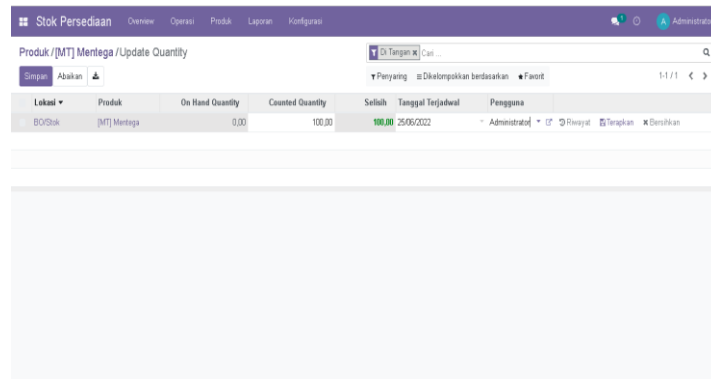 Stok Persediaan Overview Operasi Produk Laporan Konfigurasi 1 A Administrato
Produk / [MT] Mentega / Update Quantity Di Tangan x Cari ...
Simpan Abaikan Penyaring Dikelompokkan berdasarkan Favorit 1-1 / 1
Lokasi Produk On Hand Quantity Counted Quantity Selisih Tanggal Terjadwal Pengguna
BO/Stok [MT] Mentega 0,00 100,00 100,00 25/06/2022 Administrator Riwayat Terapkan x Bersihkan